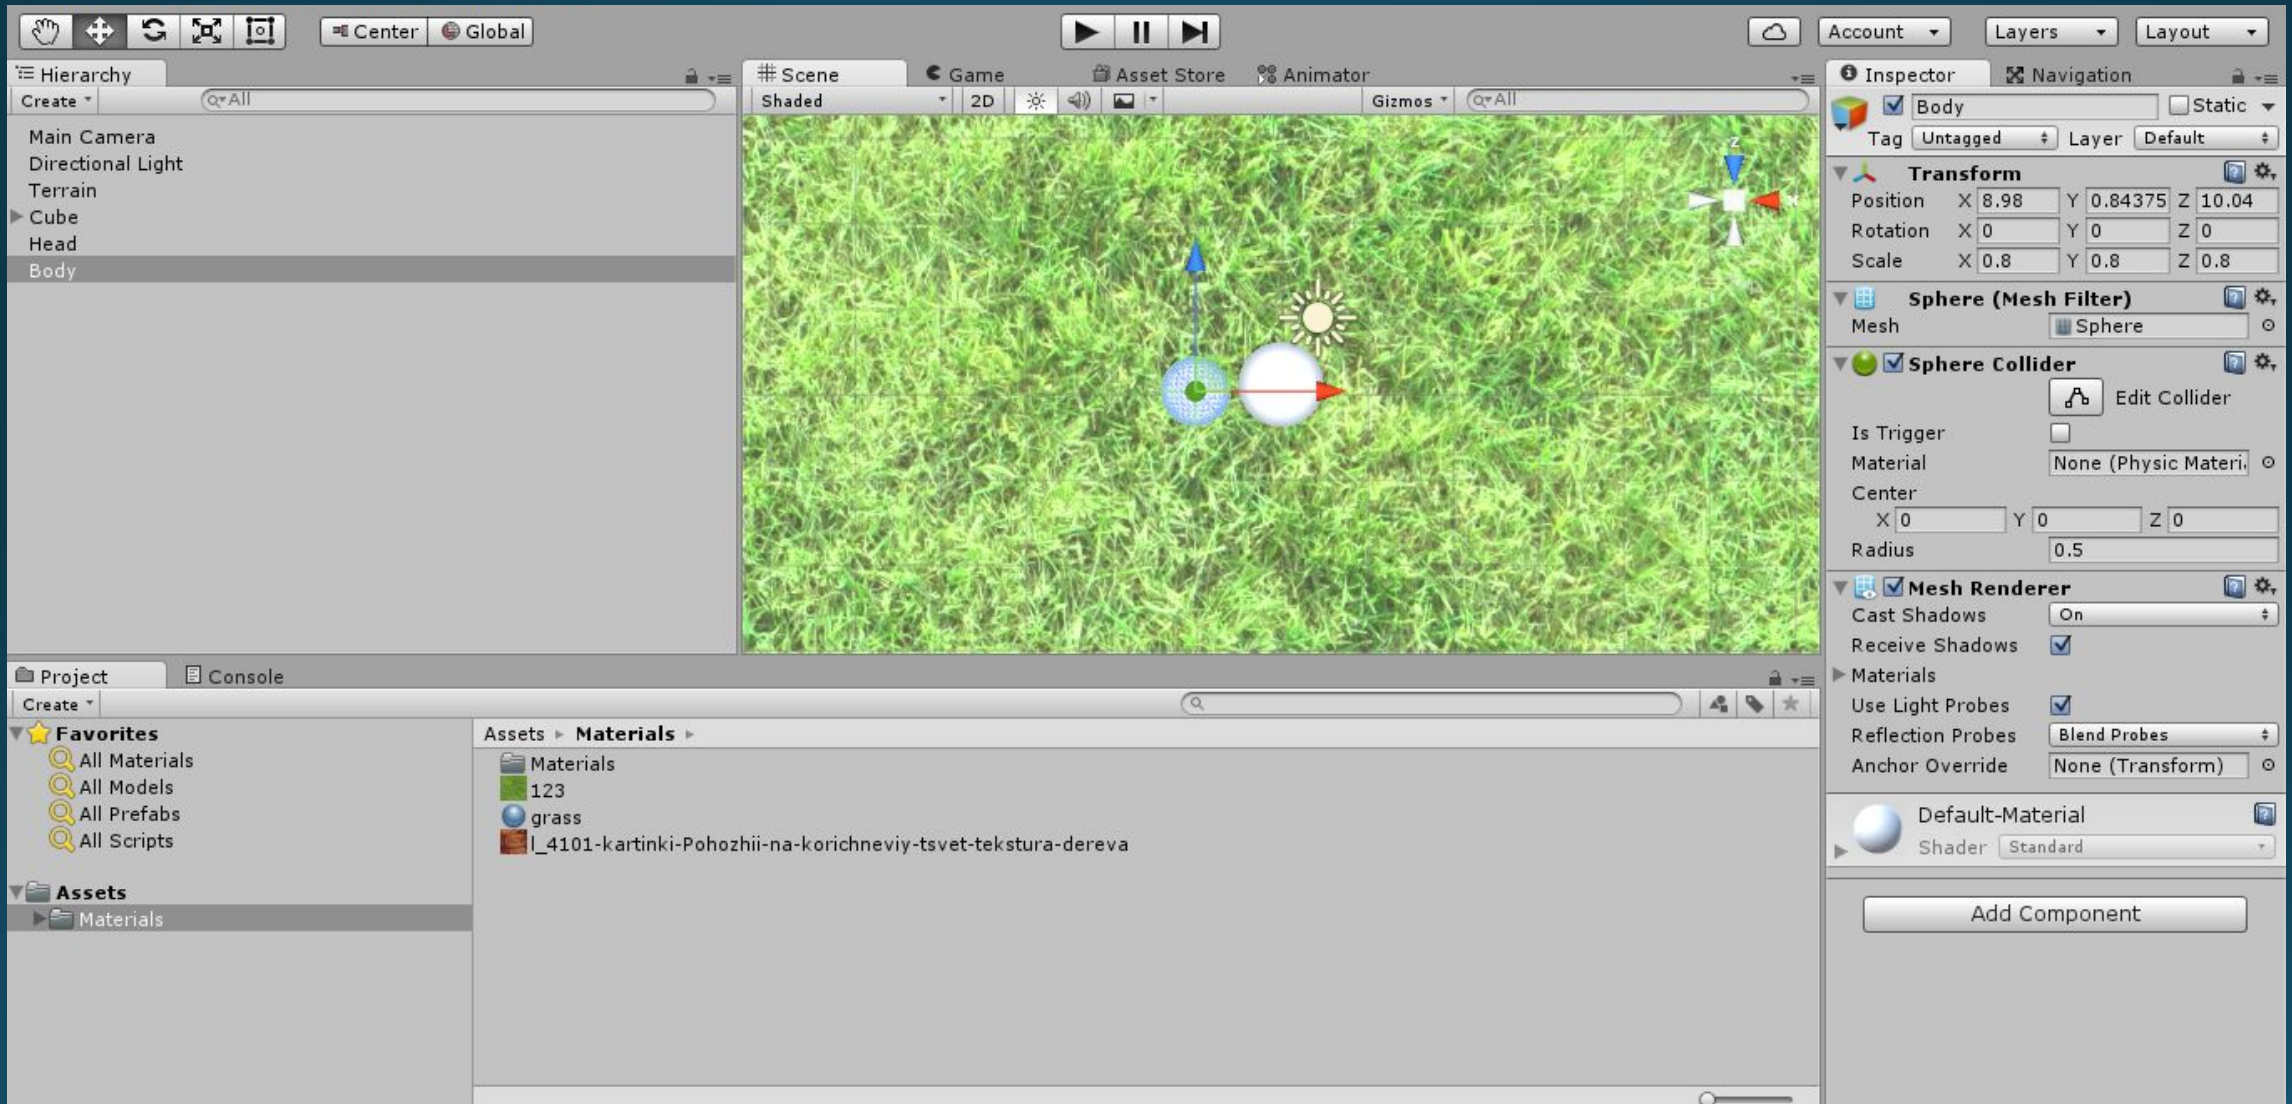 Center Global Account Layers Layout
Hierarchy
Create All
Main Camera
Directional Light
Terrain
Cube
Head
Body
Scene Game Asset Store Animator
Shaded 2D Gizmos All
z
Inspector Navigation
Body Static
Tag Untagged Layer Default
Transform
Position X 8.98 Y 0.84375 Z 10.04
Rotation X 0 Y 0 Z 0
Scale X 0.8 Y 0.8 Z 0.8
Sphere (Mesh Filter)
Mesh Sphere
Sphere Collider
Edit Collider
Is Trigger
Material None (Physic Materi
Center
X 0 Y 0 Z 0
Radius 0.5
Mesh Renderer
Cast Shadows On
Receive Shadows
Materials
Use Light Probes
Reflection Probes Blend Probes
Anchor Override None (Transform)
Default-Material
Shader Standard
Add Component
Project Console
Create
Favorites
All Materials
All Models
All Prefabs
All Scripts
Assets
Materials
Assets Materials
Materials
123
grass
l_4101-kartinki-Pohozhii-na-korichneviy-tsvet-tekstura-dereva